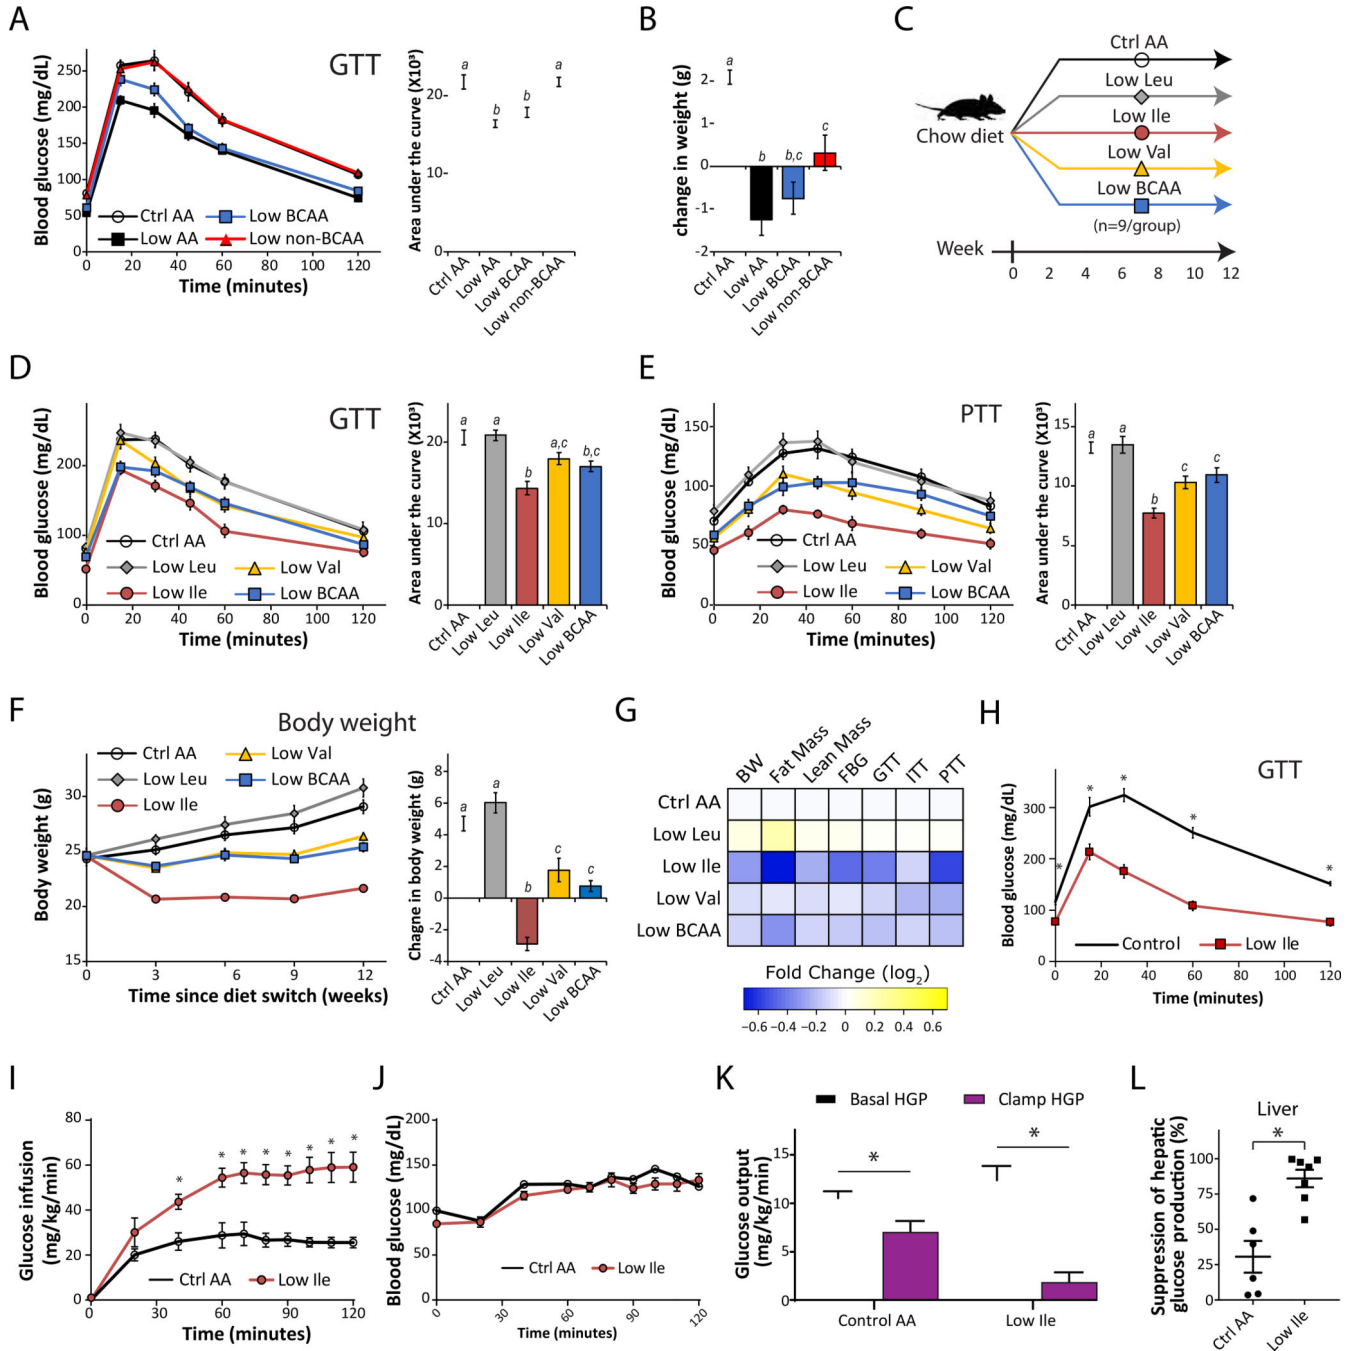 A
GTT
Blood glucose (mg/dL)
250
200
150
100
50
0
Ctrl AA
Low BCAA
Low AA
Low non-BCAA
0 20 40 60 80 100 120
Time (minutes)
Area under the curve (X10³)
20
10
0
a
b
b
a
Ctrl AA
Low AA
Low BCAA
Low non-BCAA
B
change in weight (g)
2
1
0
-1
-2
a
b
b,c
c
Ctrl AA
Low AA
Low BCAA
Low non-BCAA
C
Chow diet
Ctrl AA
Low Leu
Low Ile
Low Val
Low BCAA
(n=9/group)
Week
0 2 4 6 8 10 12
D
GTT
Blood glucose (mg/dL)
200
100
0
Ctrl AA
Low Leu
Low Val
Low Ile
Low BCAA
0 20 40 60 80 100 120
Time (minutes)
Area under the curve (X10³)
20
10
0
a
a
b
a,c
b,c
Ctrl AA
Low Leu
Low Ile
Low Val
Low BCAA
E
PTT
Blood glucose (mg/dL)
150
100
50
0
Ctrl AA
Low Leu
Low Val
Low Ile
Low BCAA
0 20 40 60 80 100 120
Time (minutes)
Area under the curve (X10³)
15
10
5
0
a
a
b
c
c
Ctrl AA
Low Leu
Low Ile
Low Val
Low BCAA
F
Body weight
Body weight (g)
30
25
20
15
Ctrl AA
Low Val
Low Leu
Low BCAA
Low Ile
0 3 6 9 12
Time since diet switch (weeks)
Chagne in body weight (g)
8
6
4
2
0
-2
-4
a
a
b
c
c
Ctrl AA
Low Leu
Low Ile
Low Val
Low BCAA
G
BW
Fat Mass
Lean Mass
FBG
GTT
ITT
PTT
Ctrl AA
Low Leu
Low Ile
Low Val
Low BCAA
Fold Change (log₂)
−0.6 −0.4 −0.2 0 0.2 0.4 0.6
H
GTT
Blood glucose (mg/dL)
300
200
100
0
* * * * *
Control
Low Ile
0 20 40 60 80 100 120
Time (minutes)
I
Glucose infusion
(mg/kg/min)
80
60
40
20
0
* * * * * * * *
Ctrl AA
Low Ile
0 30 60 90 120
Time (minutes)
J
Blood glucose (mg/dL)
200
150
100
50
0
Ctrl AA
Low Ile
0 30 60 90 120
Time (minutes)
K
Basal HGP
Clamp HGP
Glucose output
(mg/kg/min)
15
10
5
0
*
*
Control AA
Low Ile
L
Liver
Suppression of hepatic
glucose production (%)
100
75
50
25
0
*
Ctrl AA
Low Ile